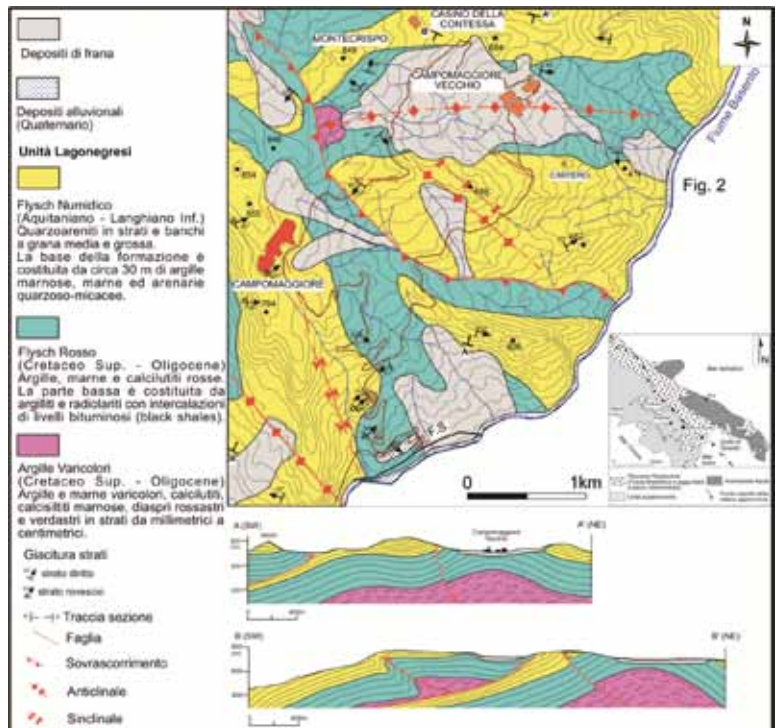 Depositi di frana
Depositi alluvionali
(Quaternario)
Unità Lagonegresi
Flysch Numidico
(Aquitaniano - Langhiano Inf.)
Quarzoareniti in strati e banchi
a grana media e grossa.
La base della formazione è
costituita da circa 30 m di argille
marnose, marne ed arenarie
quarzoso-micacee.
Flysch Rosso
(Cretaceo Sup. - Oligocene)
Argille, marne e calcilutiti rosse.
La parte bassa è costituita da
argilliti e radiolariti con intercalazioni
di livelli bituminosi (black shales).
Argille Varicolori
(Cretaceo Sup. - Oligocene)
Argille e marne varicolori, calcilutiti,
calcisiltiti marnose, diaspri rossastri
e verdastri in strati da millimetrici a
centimetrici.
Giacitura strati
strato diritto
strato rovescio
Traccia sezione
Faglia
Sovrascorrimento
Anticlinale
Sinclinale
CASINO DELLA
CONTESSA
MONTECRISPO
849
CAMPOMAGGIORE
VECCHIO
N
Fiume Basento
Fig. 2
CAMPOMAGGIORE
F.S.
0 1km
A (SW) A' (NE)
Campomaggiore
Vecchio
B (SW) B' (NE)